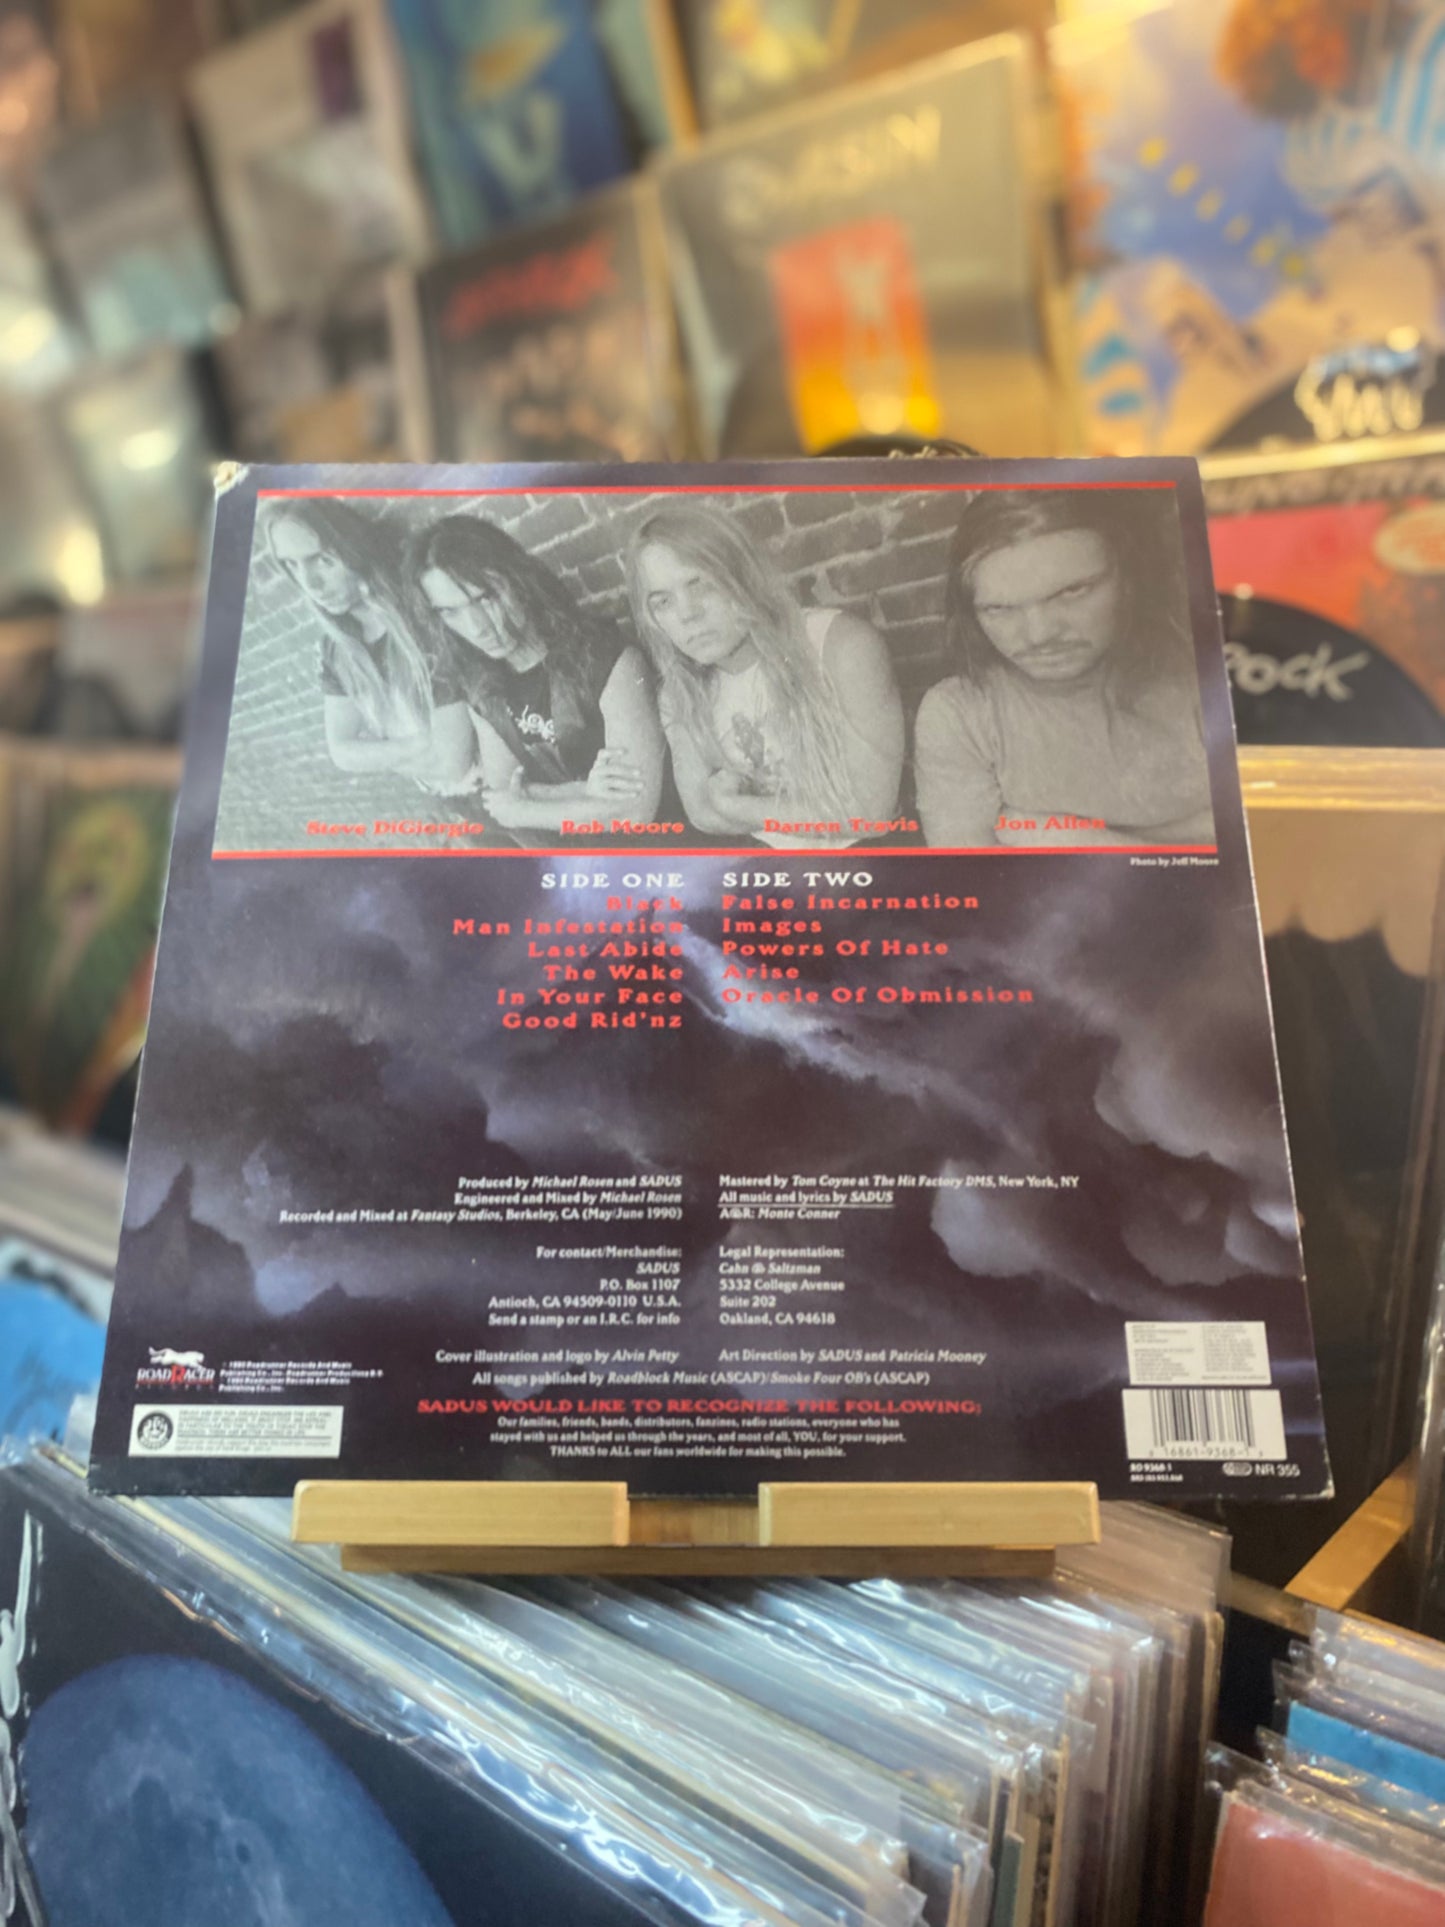 Steve DiGiorgio Rob Moore Darren Travis Jon Allen
Photo by Jeff Moore
SIDE ONE
Black
Man Infestation
Last Abide
The Wake
In Your Face
Good Rid'nz
SIDE TWO
False Incarnation
Images
Powers Of Hate
Arise
Oracle Of Obmission
Produced by Michael Rosen and SADUS
Engineered and Mixed by Michael Rosen
Recorded and Mixed at Fantasy Studios, Berkeley, CA (May/June 1990)
Mastered by Tom Coyne at The Hit Factory DMS, New York, NY
All music and lyrics by SADUS
A&R: Monte Conner
For contact/Merchandise:
SADUS
P.O. Box 1107
Antioch, CA 94509-0110 U.S.A.
Send a stamp or an I.R.C. for info
Legal Representation:
Cahn & Saltzman
5332 College Avenue
Suite 202
Oakland, CA 94618
Cover illustration and logo by Alvin Petty
Art Direction by SADUS and Patricia Mooney
All songs published by Roadblock Music (ASCAP)/Smoke Four OB's (ASCAP)
SADUS WOULD LIKE TO RECOGNIZE THE FOLLOWING:
Our families, friends, bands, distributors, fanzines, radio stations, everyone who has
stayed with us and helped us through the years, and most of all, YOU, for your support.
THANKS to ALL our fans worldwide for making this possible.
ROADRACER
RECORDS
16861-9368-1
RO 9368-1
NR 355
ROCK